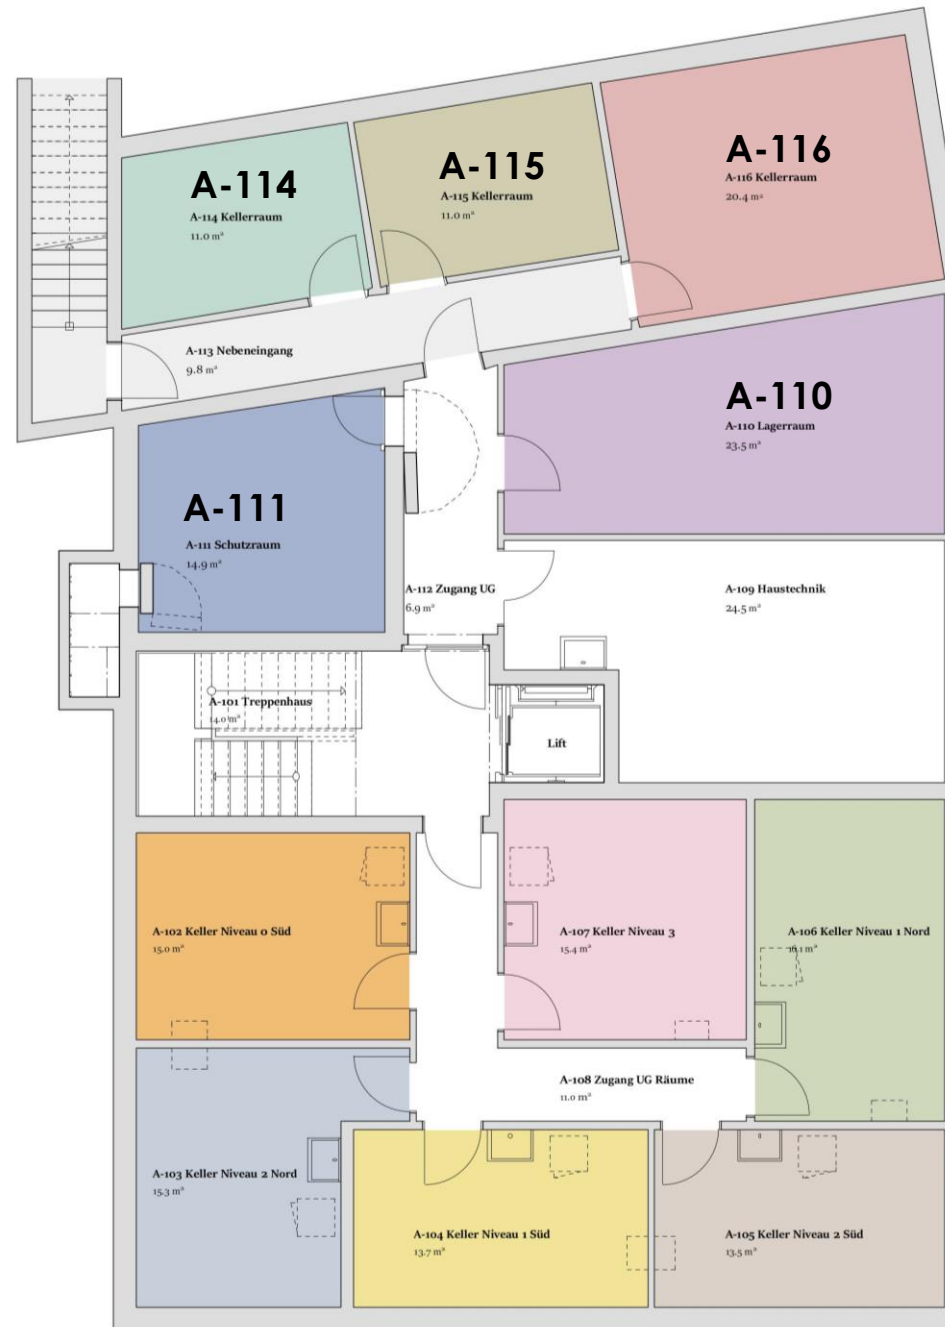 A-114
A-114 Kellerraum
11.0 m²
A-115
A-115 Kellerraum
11.0 m²
A-116
A-116 Kellerraum
20.4 m²
A-113 Nebeneingang
9.8 m²
A-110
A-110 Lagerraum
23.5 m²
A-111
A-111 Schutzraum
14.9 m²
A-112 Zugang UG
6.9 m²
A-109 Haustechnik
24.5 m²
A-101 Treppenhaus
14.0 m²
Lift
A-102 Keller Niveau 0 Süd
15.0 m²
A-107 Keller Niveau 3
15.4 m²
A-106 Keller Niveau 1 Nord
16.1 m²
A-108 Zugang UG Räume
11.0 m²
A-103 Keller Niveau 2 Nord
15.3 m²
A-104 Keller Niveau 1 Süd
13.7 m²
A-105 Keller Niveau 2 Süd
13.5 m²